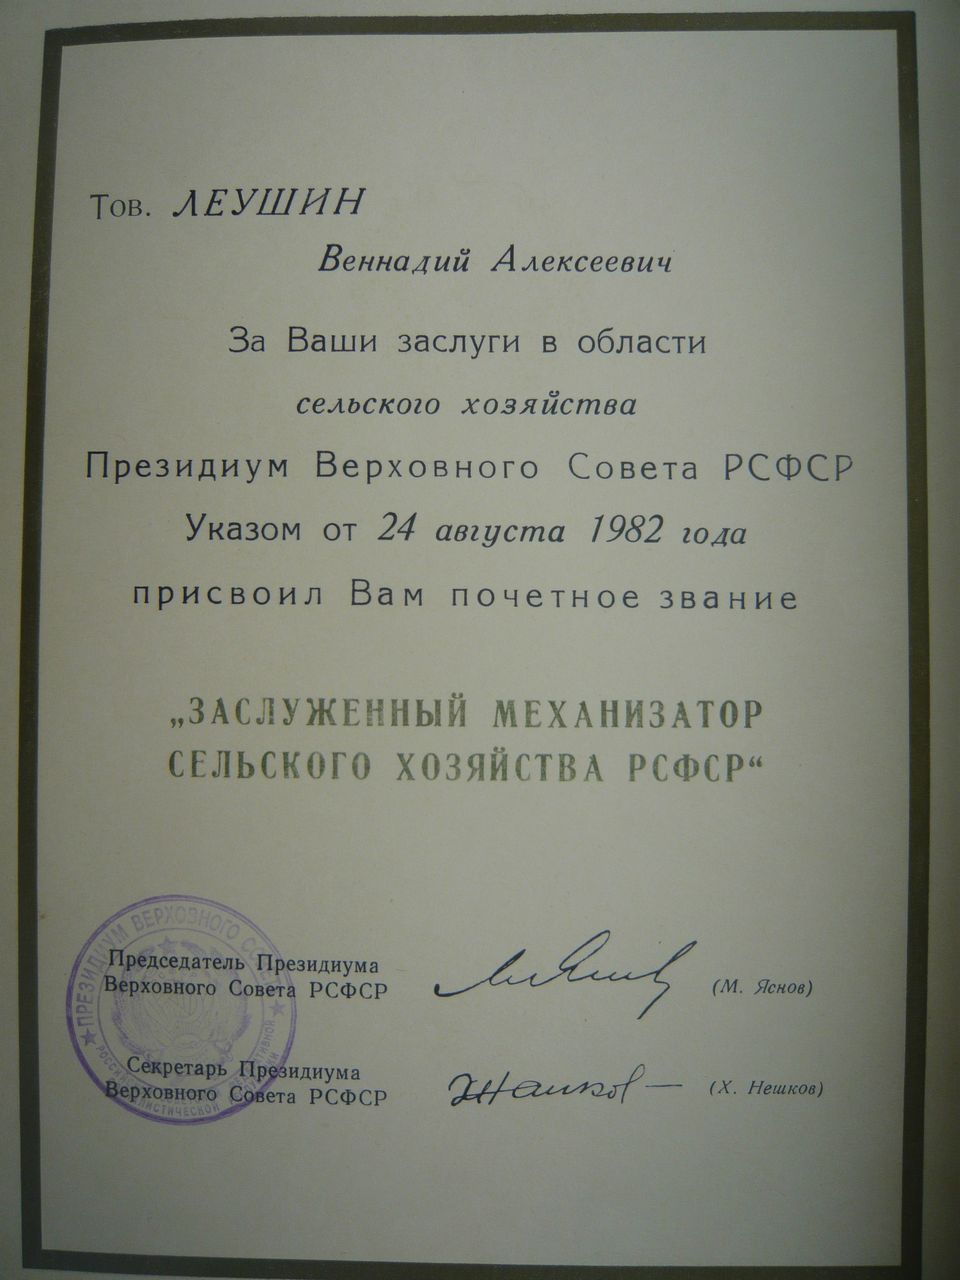 Тов. ЛЕУШИН
Веннадий Алексеевич
За Ваши заслуги в области
сельского хозяйства
Президиум Верховного Совета РСФСР
Указом от 24 августа 1982 года
присвоил Вам почетное звание
„ЗАСЛУЖЕННЫЙ МЕХАНИЗАТОР
СЕЛЬСКОГО ХОЗЯЙСТВА РСФСР“
ПРЕЗИДИУМ ВЕРХОВНОГО
Председатель Президиума
Верховного Совета РСФСР
(М. Яснов)
Секретарь Президиума
Верховного Совета РСФСР
(Х. Нешков)